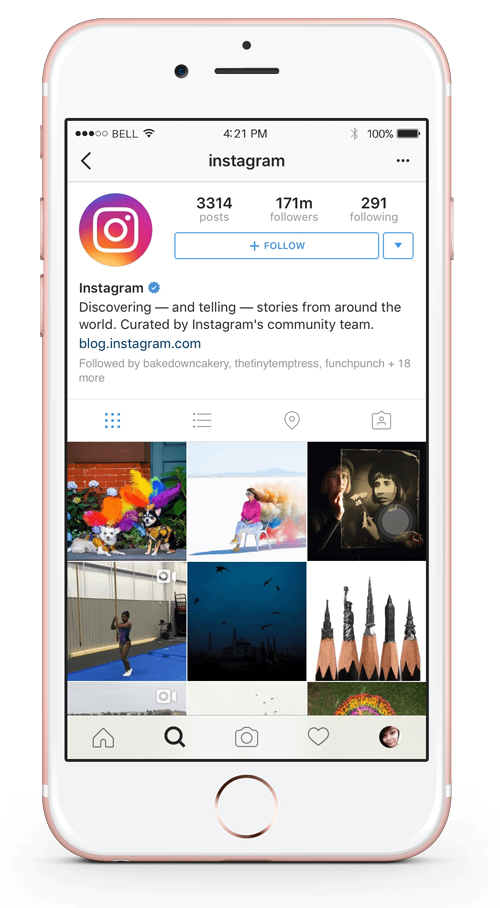 BELL 4:21 PM 100%
instagram
3314 171m 291
posts followers following
+ FOLLOW
Instagram
Discovering — and telling — stories from around the
world. Curated by Instagram's community team.
blog.instagram.com
Followed by bakedowncakery, thetinytemptress, funchpunch + 18
more